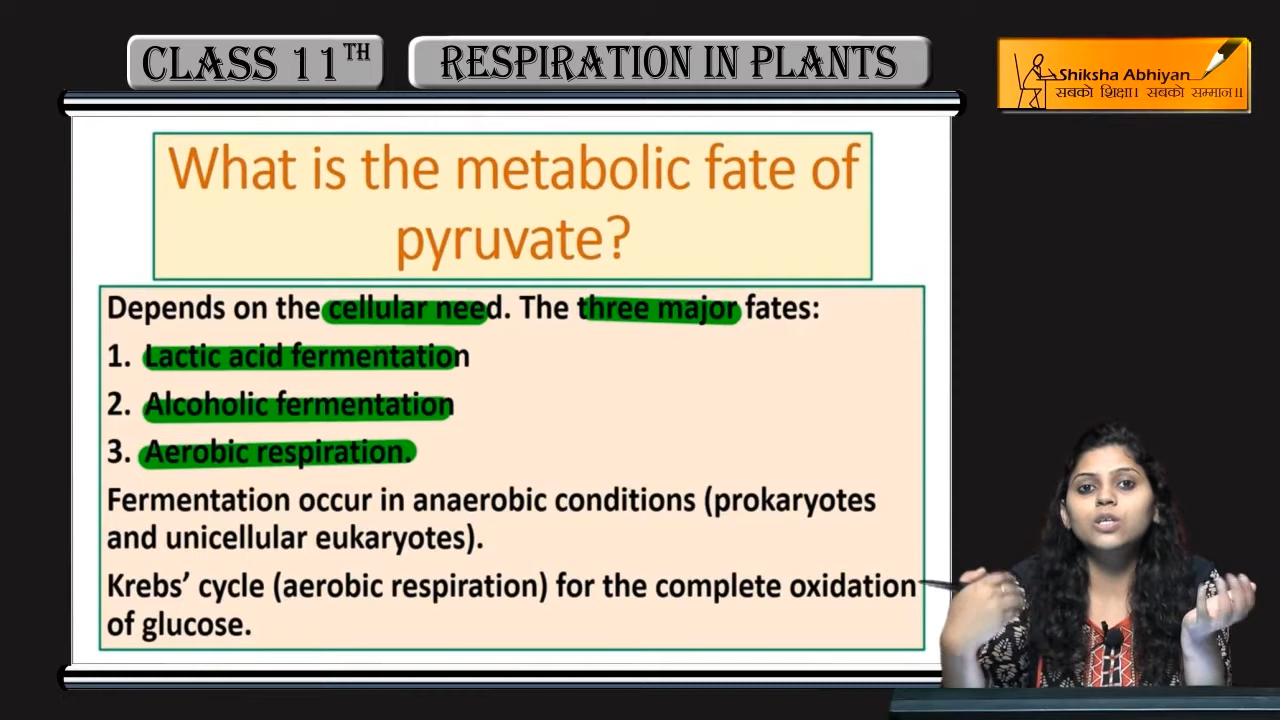 CLASS 11TH
RESPIRATION IN PLANTS
Shiksha Abhiyan
सबको शिक्षा। सबको सम्मान॥
What is the metabolic fate of
pyruvate?
Depends on the cellular need. The three major fates:
1. Lactic acid fermentation
2. Alcoholic fermentation
3. Aerobic respiration.
Fermentation occur in anaerobic conditions (prokaryotes
and unicellular eukaryotes).
Krebs’ cycle (aerobic respiration) for the complete oxidation
of glucose.